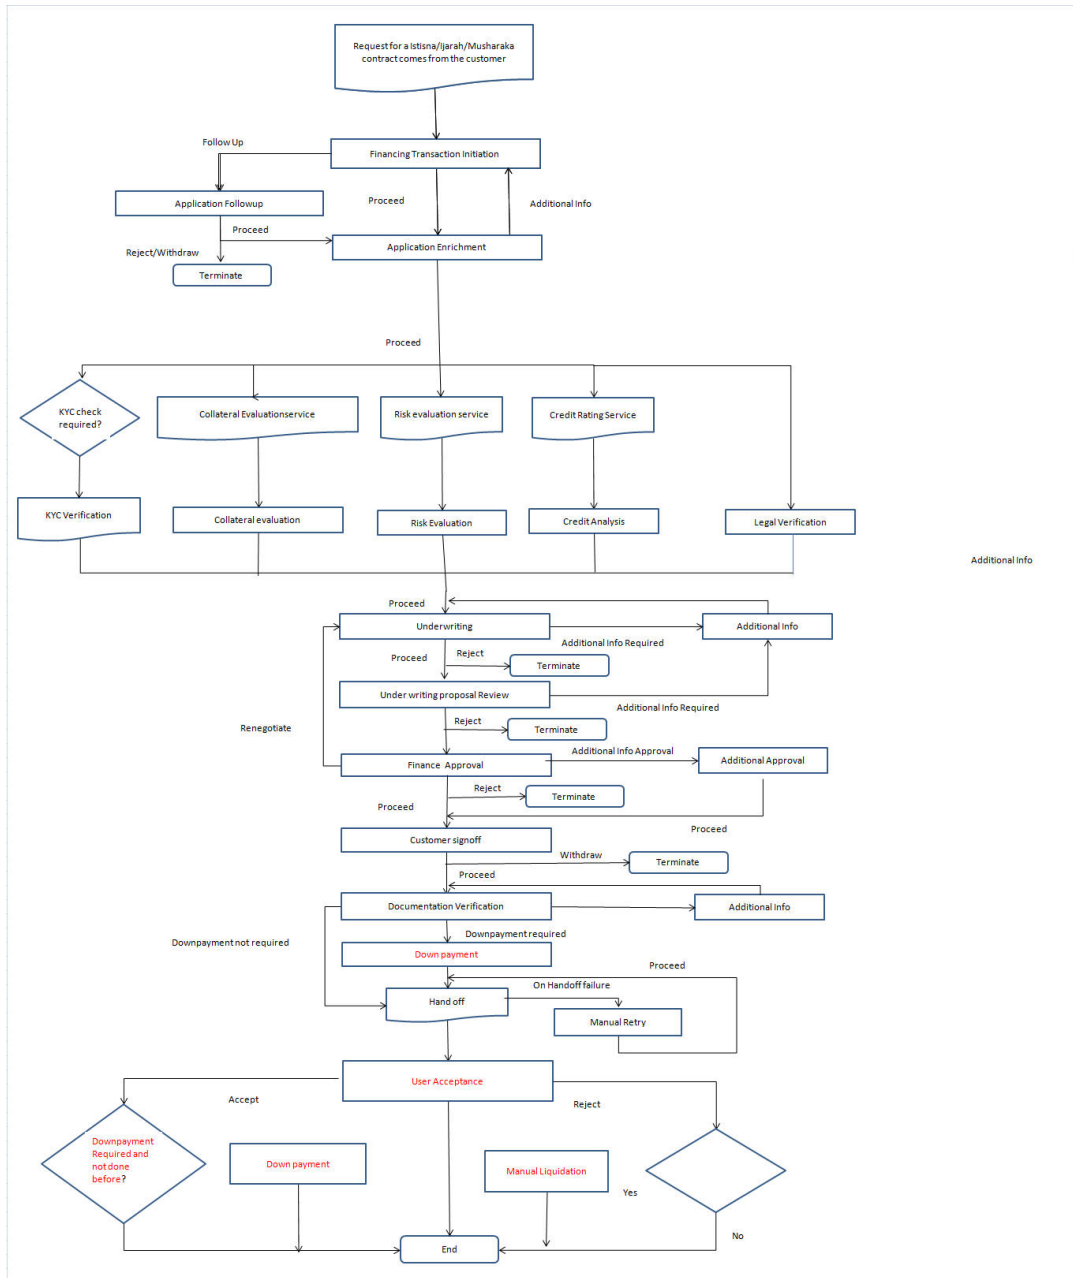 Request for a Istisna/Ijarah/Musharaka
contract comes from the customer
Follow Up
Financing Transaction Initiation
Application Followup
Proceed
Additional Info
Proceed
Application Enrichment
Reject/Withdraw
Terminate
Proceed
KYC check
required?
Collateral Evaluationservice
Risk evaluation service
Credit Rating Service
KYC Verification
Collateral evaluation
Risk Evaluation
Credit Analysis
Legal Verification
Additional Info
Proceed
Underwriting
Additional Info
Additional Info Required
Proceed
Reject
Terminate
Under writing proposal Review
Additional Info Required
Renegotiate
Reject
Terminate
Additional Info Approval
Finance Approval
Additional Approval
Reject
Terminate
Proceed
Proceed
Customer signoff
Withdraw
Terminate
Proceed
Documentation Verification
Additional Info
Downpayment not required
Downpayment required
Down payment
Proceed
On Handoff failure
Hand off
Manual Retry
User Acceptance
Accept
Reject
Downpayment
Required and
not done
before?
Down payment
Manual Liquidation
Yes
No
End